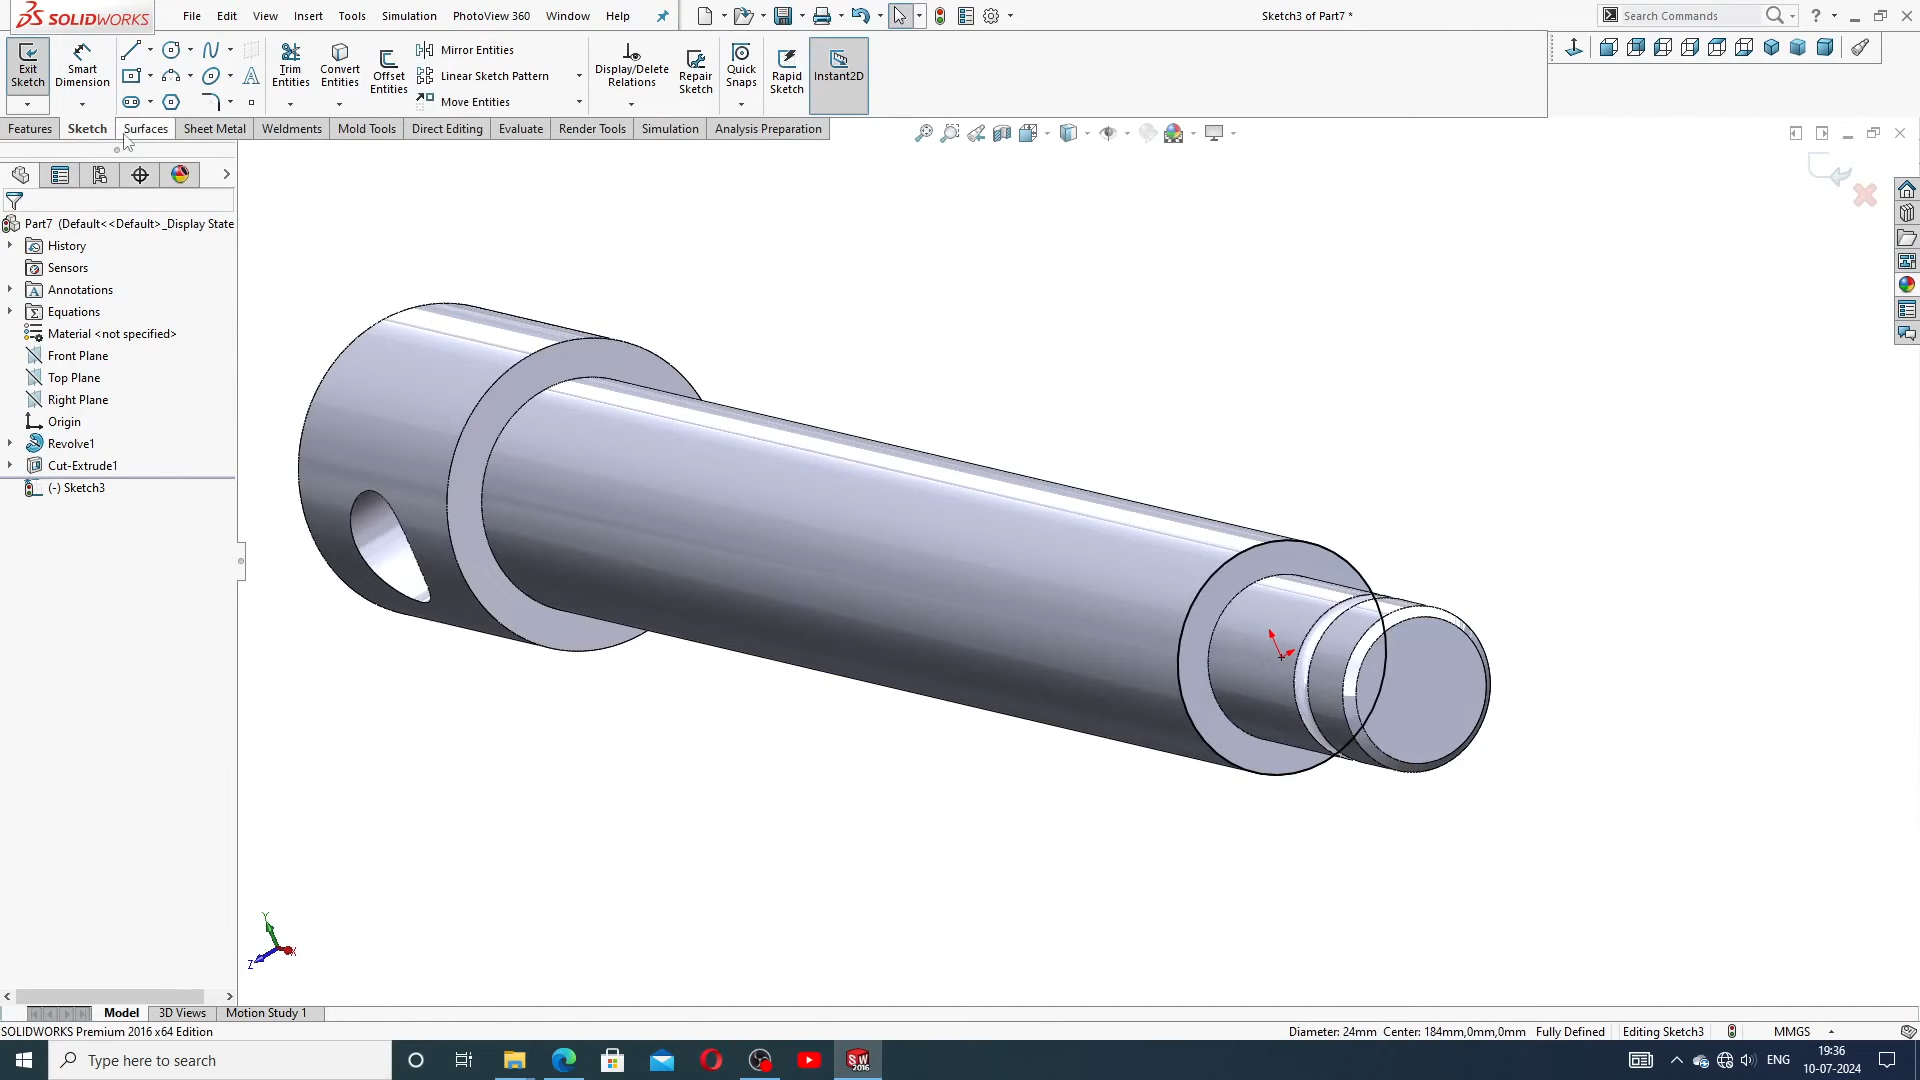 SOLIDWORKS
File Edit View Insert Tools Simulation PhotoView 360 Window Help
Sketch3 of Part7 *
Search Commands
Exit Sketch
Smart Dimension
Trim Entities
Convert Entities
Offset Entities
Mirror Entities
Linear Sketch Pattern
Move Entities
Display/Delete Relations
Repair Sketch
Quick Snaps
Rapid Sketch
Instant2D
Features Sketch Surfaces Sheet Metal Weldments Mold Tools Direct Editing Evaluate Render Tools Simulation Analysis Preparation
Part7 (Default<<Default>_Display State
History
Sensors
Annotations
Equations
Material <not specified>
Front Plane
Top Plane
Right Plane
Origin
Revolve1
Cut-Extrude1
(-) Sketch3
Y
X
Z
Model 3D Views Motion Study 1
SOLIDWORKS Premium 2016 x64 Edition
Diameter: 24mm Center: 184mm,0mm,0mm Fully Defined Editing Sketch3 MMGS
Type here to search
SW
2016
ENG
19:36
10-07-2024